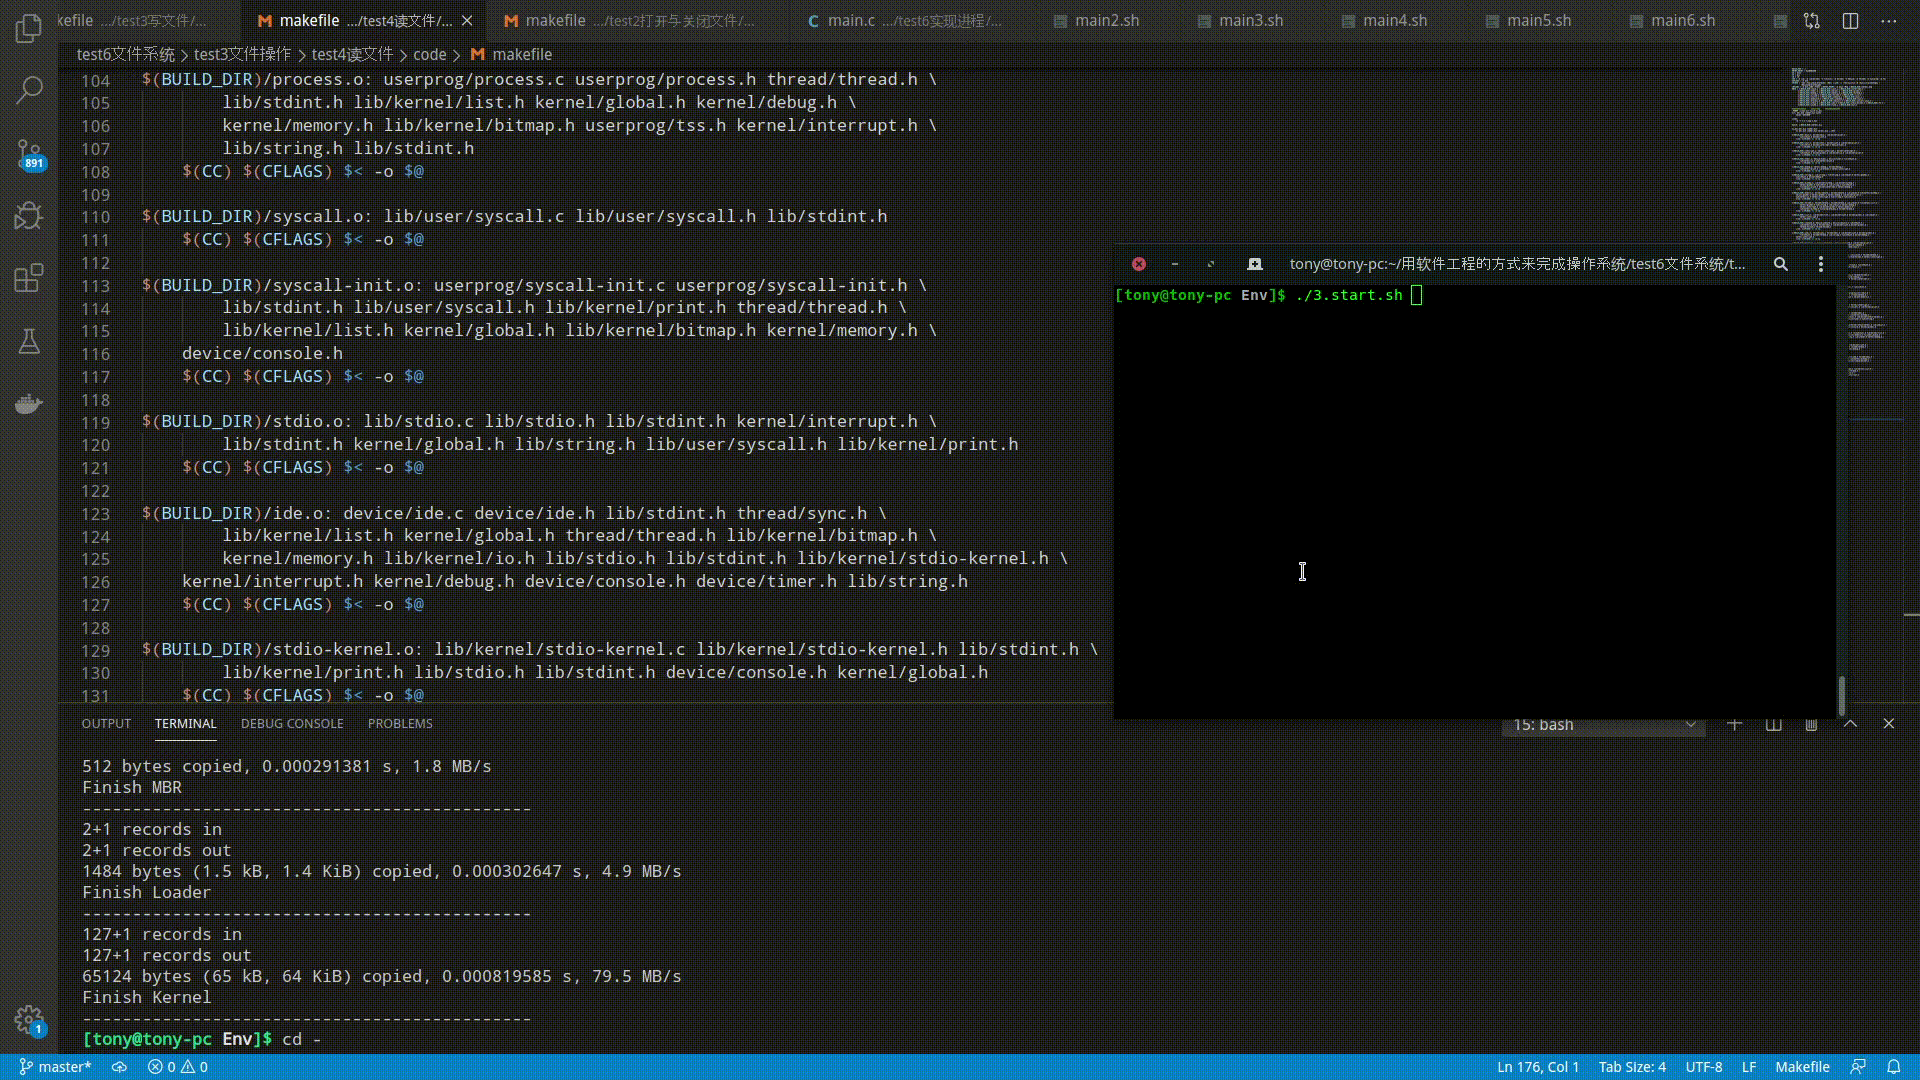 kefile .../test3写文件/...
makefile .../test4读文件/...
makefile .../test2打开与关闭文件/...
main.c .../test6实现进程/...
main2.sh
main3.sh
main4.sh
main5.sh
main6.sh
test6文件系统 > test3文件操作 > test4读文件 > code > makefile
104 $(BUILD_DIR)/process.o: userprog/process.c userprog/process.h thread/thread.h \
105 lib/stdint.h lib/kernel/list.h kernel/global.h kernel/debug.h \
106 kernel/memory.h lib/kernel/bitmap.h userprog/tss.h kernel/interrupt.h \
107 lib/string.h lib/stdint.h
108 $(CC) $(CFLAGS) $< -o $@
109
110 $(BUILD_DIR)/syscall.o: lib/user/syscall.c lib/user/syscall.h lib/stdint.h
111 $(CC) $(CFLAGS) $< -o $@
112
113 $(BUILD_DIR)/syscall-init.o: userprog/syscall-init.c userprog/syscall-init.h \
114 lib/stdint.h lib/user/syscall.h lib/kernel/print.h thread/thread.h \
115 lib/kernel/list.h kernel/global.h lib/kernel/bitmap.h kernel/memory.h \
116 device/console.h
117 $(CC) $(CFLAGS) $< -o $@
118
119 $(BUILD_DIR)/stdio.o: lib/stdio.c lib/stdio.h lib/stdint.h kernel/interrupt.h \
120 lib/stdint.h kernel/global.h lib/string.h lib/user/syscall.h lib/kernel/print.h
121 $(CC) $(CFLAGS) $< -o $@
122
123 $(BUILD_DIR)/ide.o: device/ide.c device/ide.h lib/stdint.h thread/sync.h \
124 lib/kernel/list.h kernel/global.h thread/thread.h lib/kernel/bitmap.h \
125 kernel/memory.h lib/kernel/io.h lib/stdio.h lib/stdint.h lib/kernel/stdio-kernel.h \
126 kernel/interrupt.h kernel/debug.h device/console.h device/timer.h lib/string.h
127 $(CC) $(CFLAGS) $< -o $@
128
129 $(BUILD_DIR)/stdio-kernel.o: lib/kernel/stdio-kernel.c lib/kernel/stdio-kernel.h lib/stdint.h \
130 lib/kernel/print.h lib/stdio.h lib/stdint.h device/console.h kernel/global.h
131 $(CC) $(CFLAGS) $< -o $@
891
tony@tony-pc:~/用软件工程的方式来完成操作系统/test6文件系统/t...
[tony@tony-pc Env]$ ./3.start.sh
OUTPUT TERMINAL DEBUG CONSOLE PROBLEMS
15: bash
512 bytes copied, 0.000291381 s, 1.8 MB/s
Finish MBR
---------------------------------------------
2+1 records in
2+1 records out
1484 bytes (1.5 kB, 1.4 KiB) copied, 0.000302647 s, 4.9 MB/s
Finish Loader
---------------------------------------------
127+1 records in
127+1 records out
65124 bytes (65 kB, 64 KiB) copied, 0.000819585 s, 79.5 MB/s
Finish Kernel
---------------------------------------------
[tony@tony-pc Env]$ cd -
1
master* 0 0 Ln 176, Col 1 Tab Size: 4 UTF-8 LF Makefile